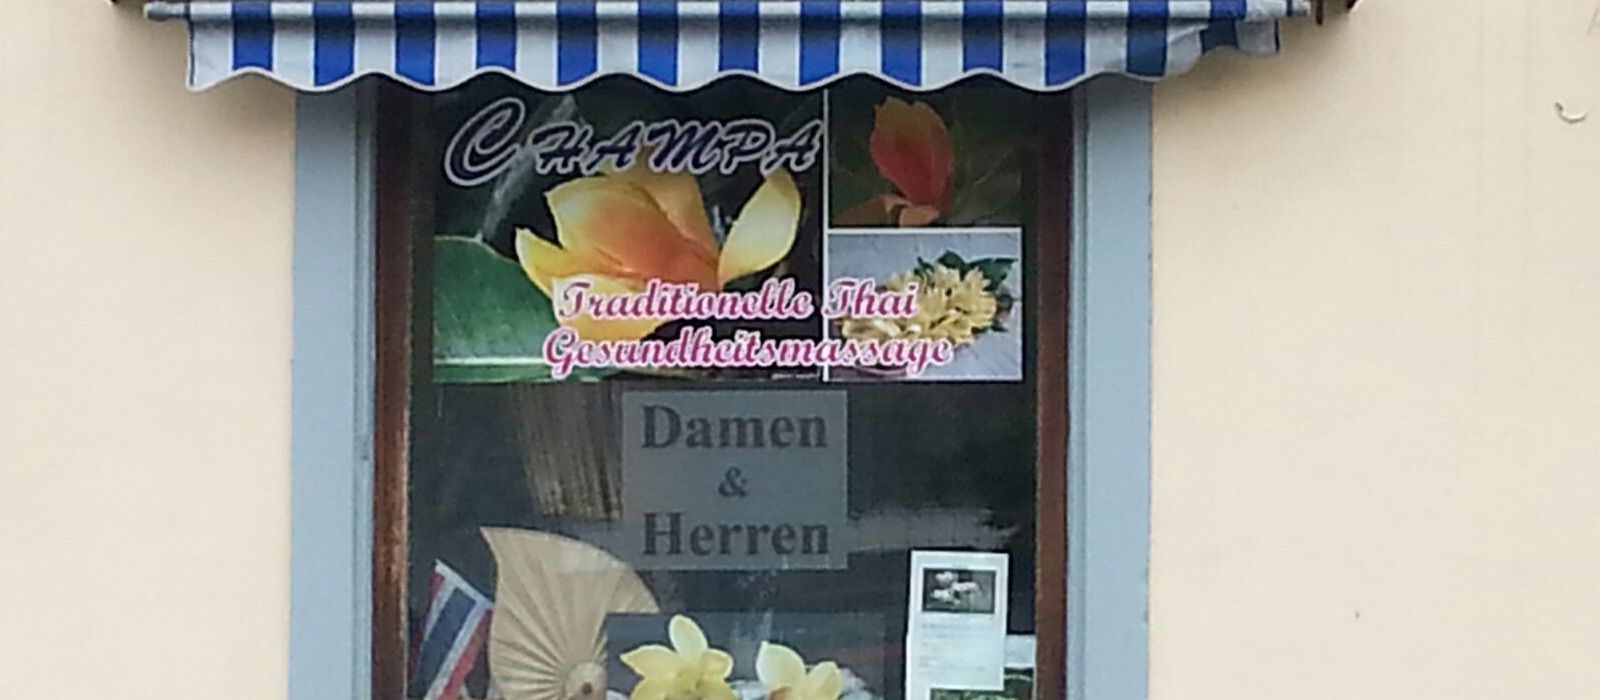 CHAMPA
Traditionelle Thai
Gesundheitsmassage
Damen
&
Herren